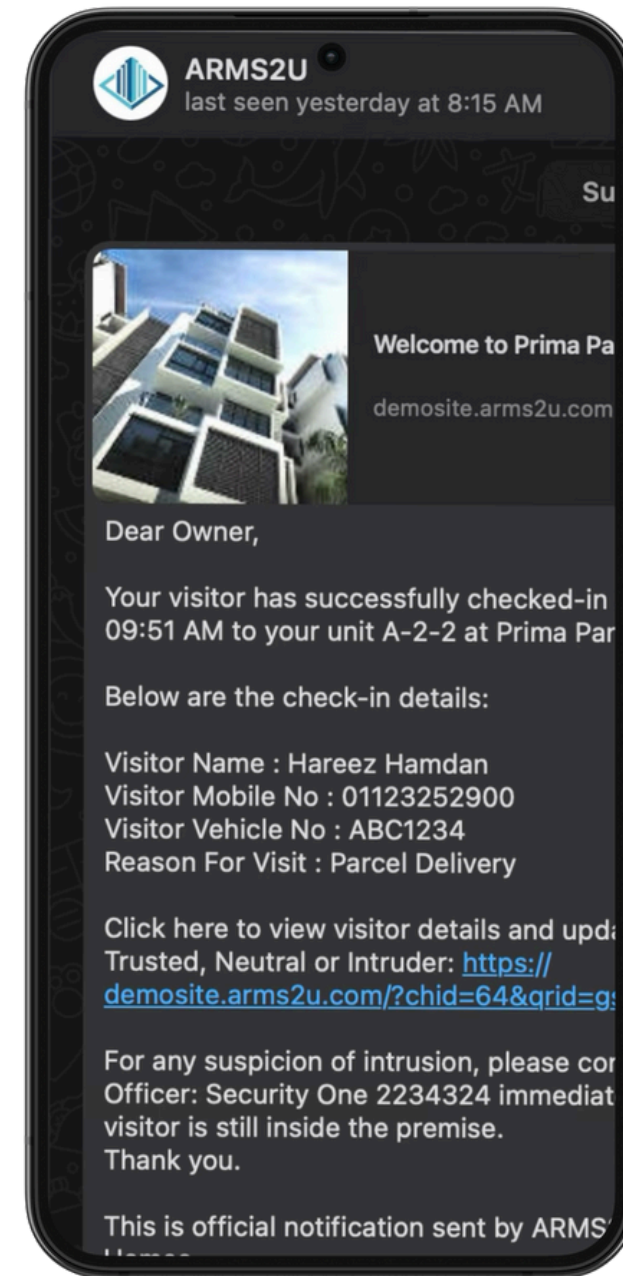 ARMS2U
last seen yesterday at 8:15 AM
Su
Welcome to Prima Pa
demosite.arms2u.com
Dear Owner,
Your visitor has successfully checked-in
09:51 AM to your unit A-2-2 at Prima Par
Below are the check-in details:
Visitor Name : Hareez Hamdan
Visitor Mobile No : 01123252900
Visitor Vehicle No : ABC1234
Reason For Visit : Parcel Delivery
Click here to view visitor details and upda
Trusted, Neutral or Intruder: https://
demosite.arms2u.com/?chid=64&qrid=gs
For any suspicion of intrusion, please con
Officer: Security One 2234324 immediat
visitor is still inside the premise.
Thank you.
This is official notification sent by ARMS